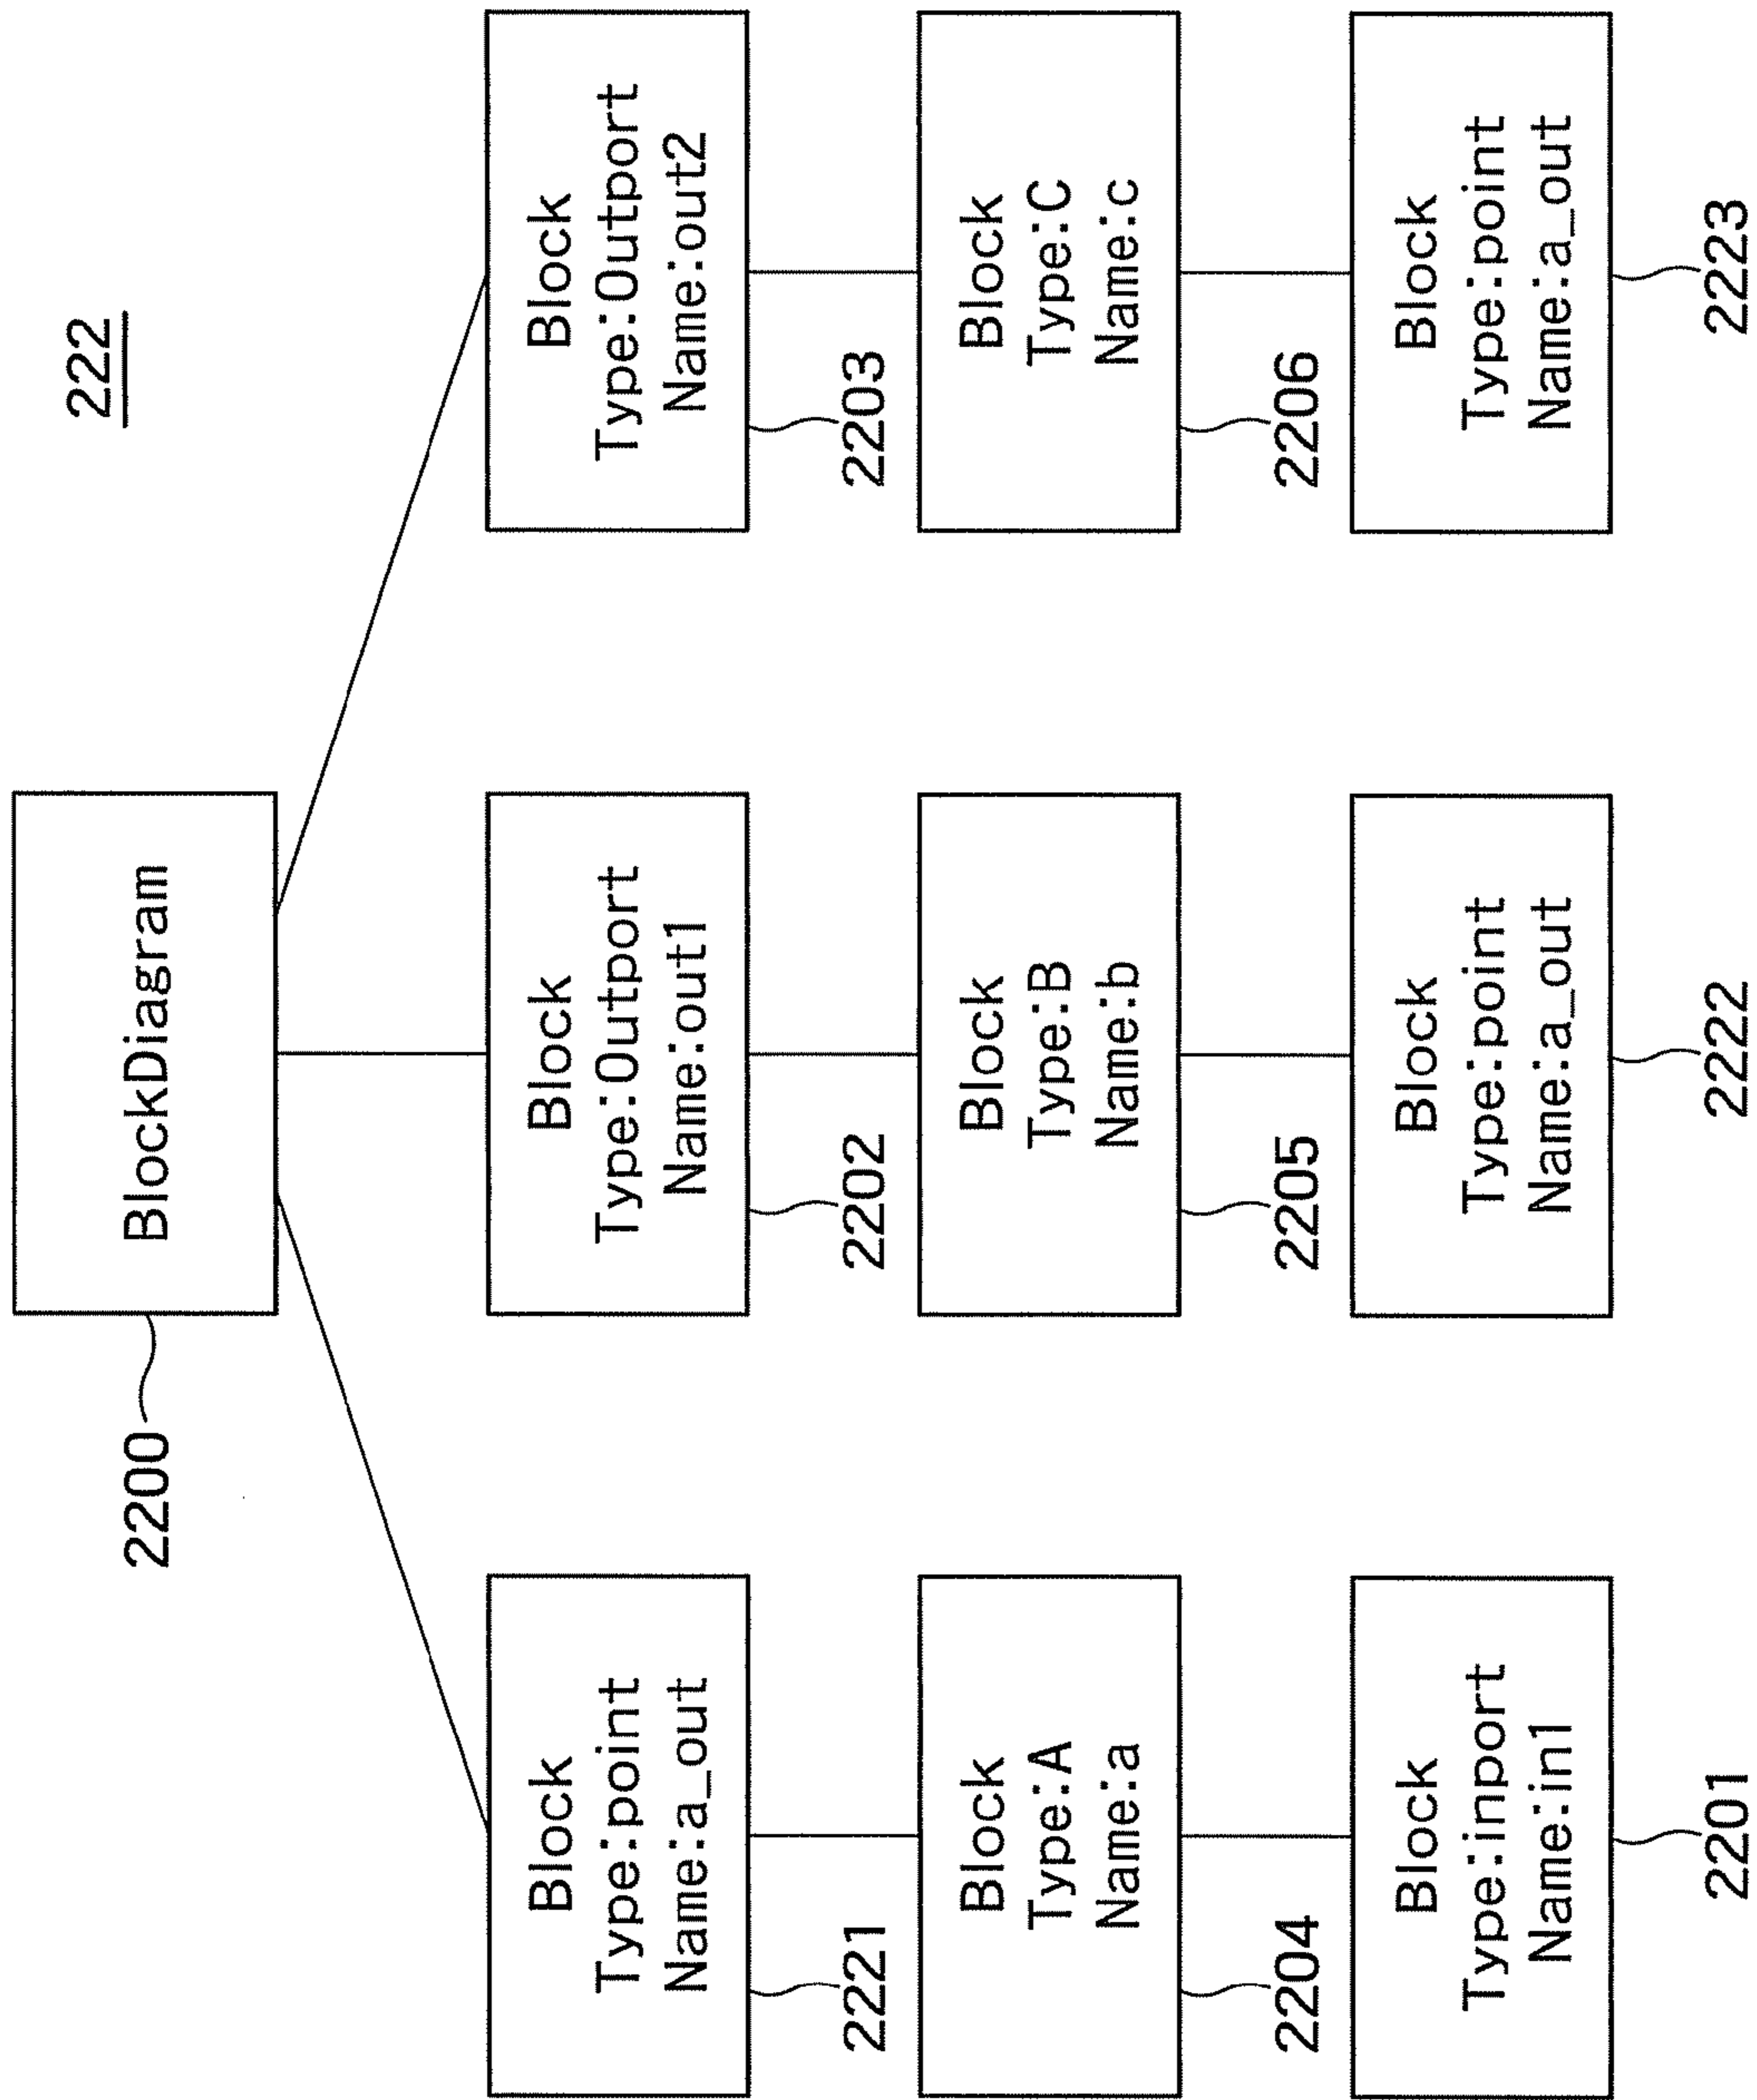 222
BlockDiagram
2200
Block
Type:point
Name:a_out
2221
Block
Type:Outport
Name:out1
2202
Block
Type:Outport
Name:out2
2203
Block
Type:A
Name:a
2204
Block
Type:B
Name:b
2205
Block
Type:C
Name:c
2206
Block
Type:inport
Name:in1
2201
Block
Type:point
Name:a_out
2222
Block
Type:point
Name:a_out
2223